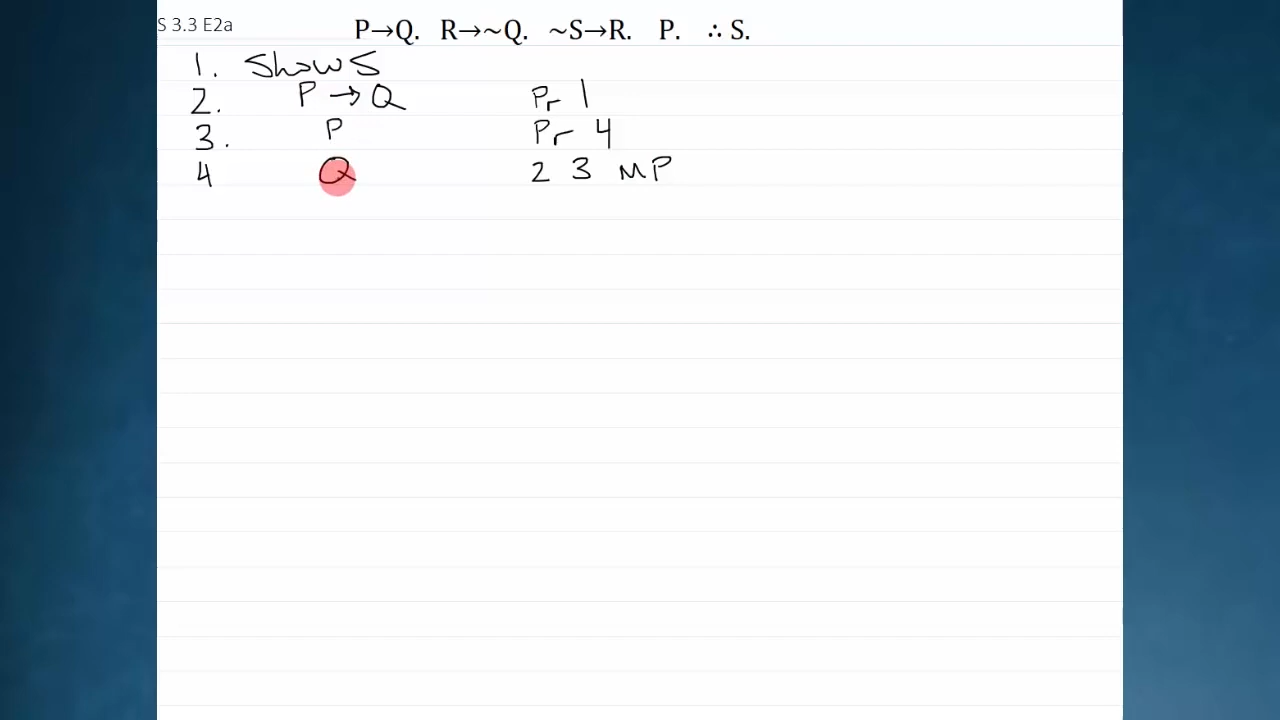 S 3.3 E2a
P→Q. R→~Q. ~S→R. P. ∴ S.
1. Show S
2. P → Q Pr 1
3. P Pr 4
4 Q 2 3 MP